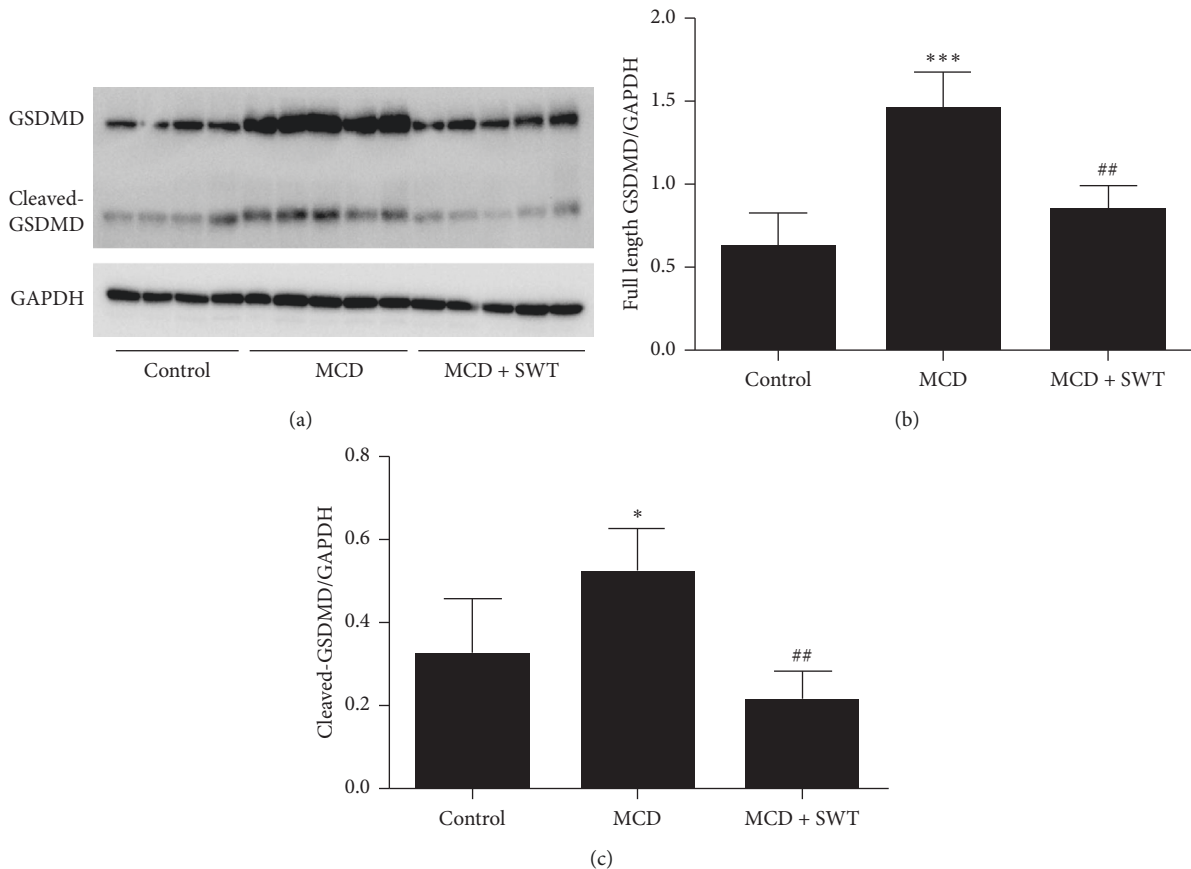 GSDMD
Cleaved-
GSDMD
GAPDH
Control
MCD
MCD + SWT
(a)
Full length GSDMD/GAPDH
2.0
1.5
1.0
0.5
0.0
***
##
Control
MCD
MCD + SWT
(b)
Cleaved-GSDMD/GAPDH
0.8
0.6
0.4
0.2
0.0
*
##
Control
MCD
MCD + SWT
(c)